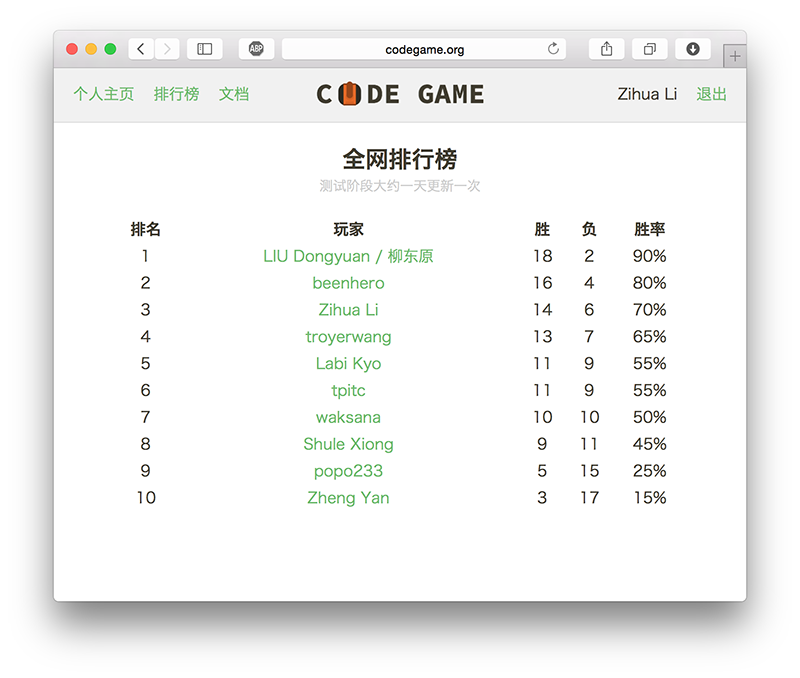 ABP codegame.org
个人主页 排行榜 文档 CODE GAME Zihua Li 退出
全网排行榜
测试阶段大约一天更新一次
排名 玩家 胜 负 胜率
1 LIU Dongyuan / 柳东原 18 2 90%
2 beenhero 16 4 80%
3 Zihua Li 14 6 70%
4 troyerwang 13 7 65%
5 Labi Kyo 11 9 55%
6 tpitc 11 9 55%
7 waksana 10 10 50%
8 Shule Xiong 9 11 45%
9 popo233 5 15 25%
10 Zheng Yan 3 17 15%